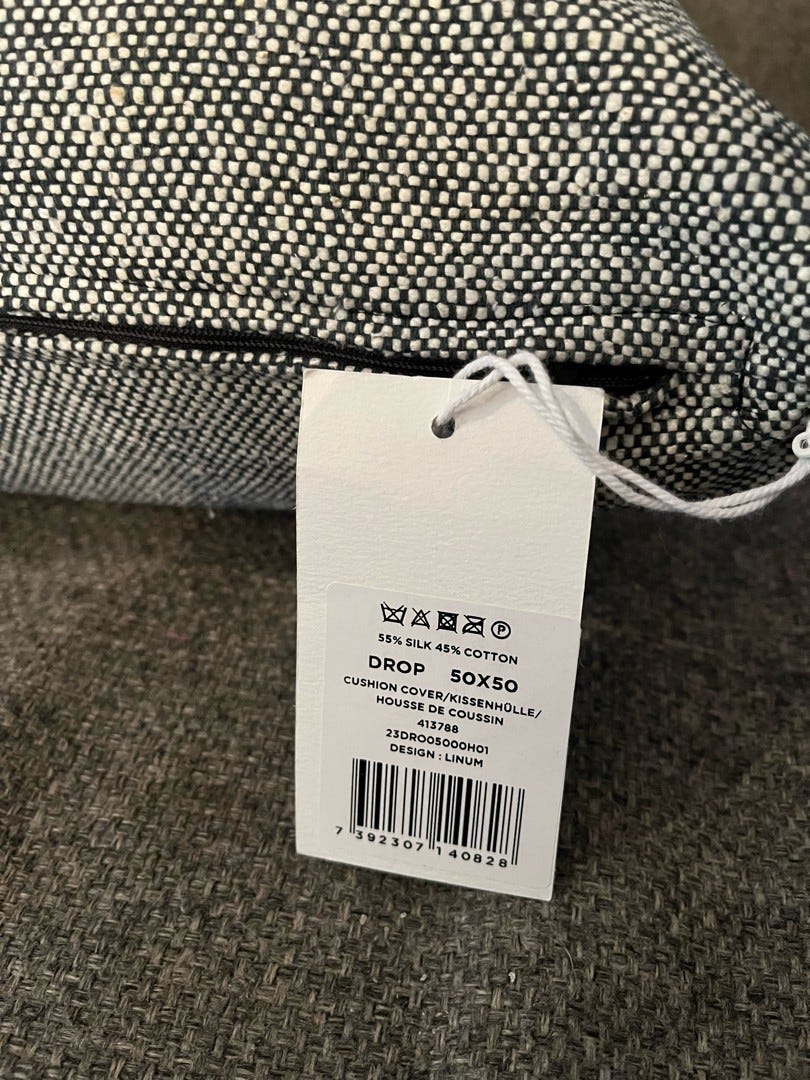 P
55% SILK 45% COTTON
DROP 50X50
CUSHION COVER/KISSENHÜLLE/
HOUSSE DE COUSSIN
413788
23DRO05000H01
DESIGN : LINUM
7 392307 140828